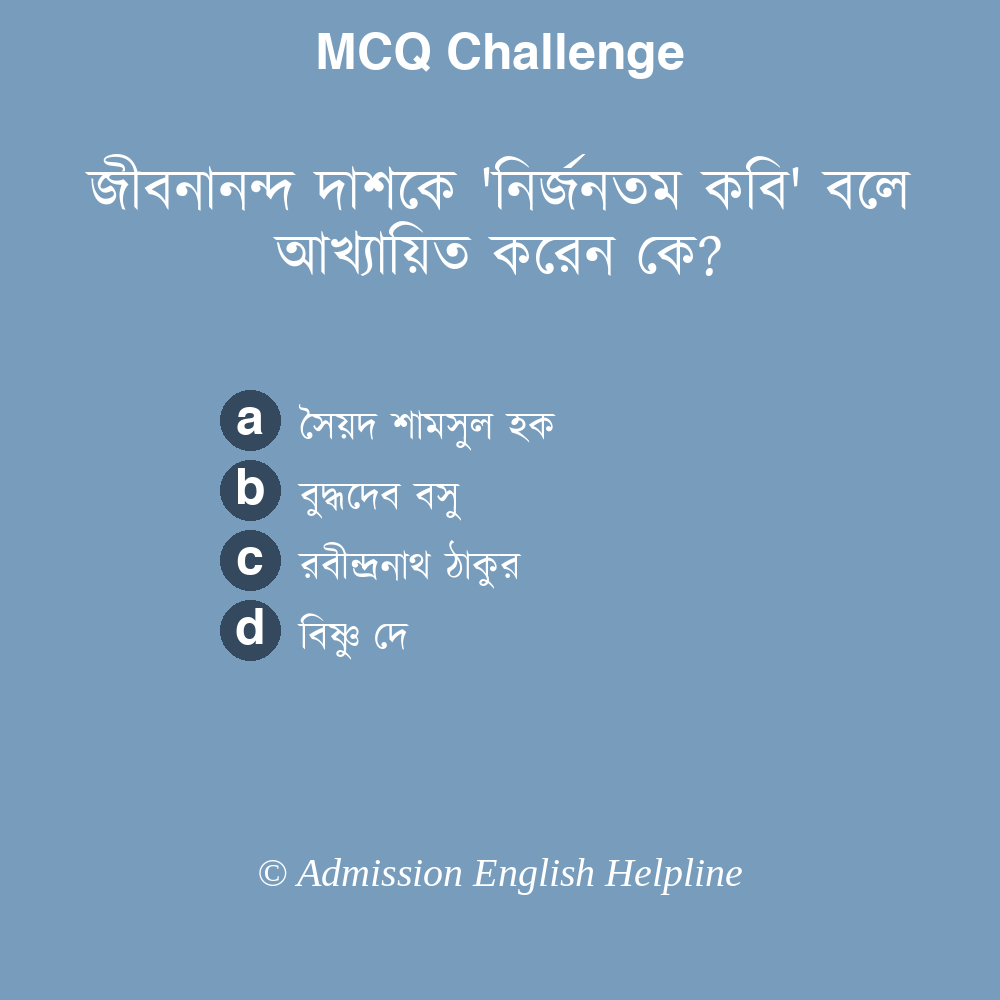 MCQ Challenge
জীবনানন্দ দাশকে 'নির্জনতম কবি' বলে
আখ্যায়িত করেন কে?
a সৈয়দ শামসুল হক
b বুদ্ধদেব বসু
c রবীন্দ্রনাথ ঠাকুর
d বিষ্ণু দে
© Admission English Helpline